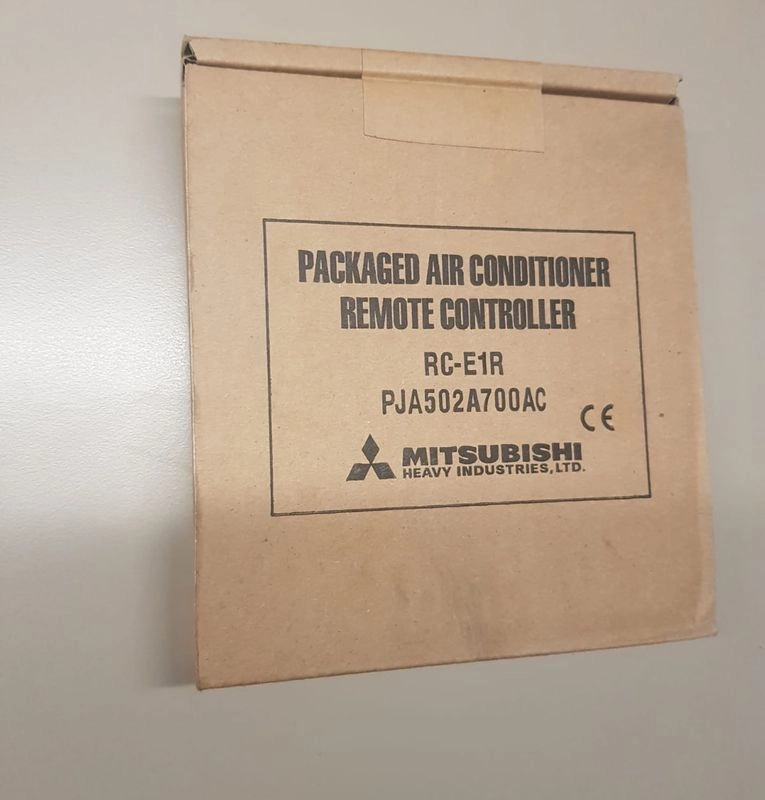 PACKAGED AIR CONDITIONER
REMOTE CONTROLLER
RC-E1R
PJA502A700AC
CE
MITSUBISHI
HEAVY INDUSTRIES, LTD.